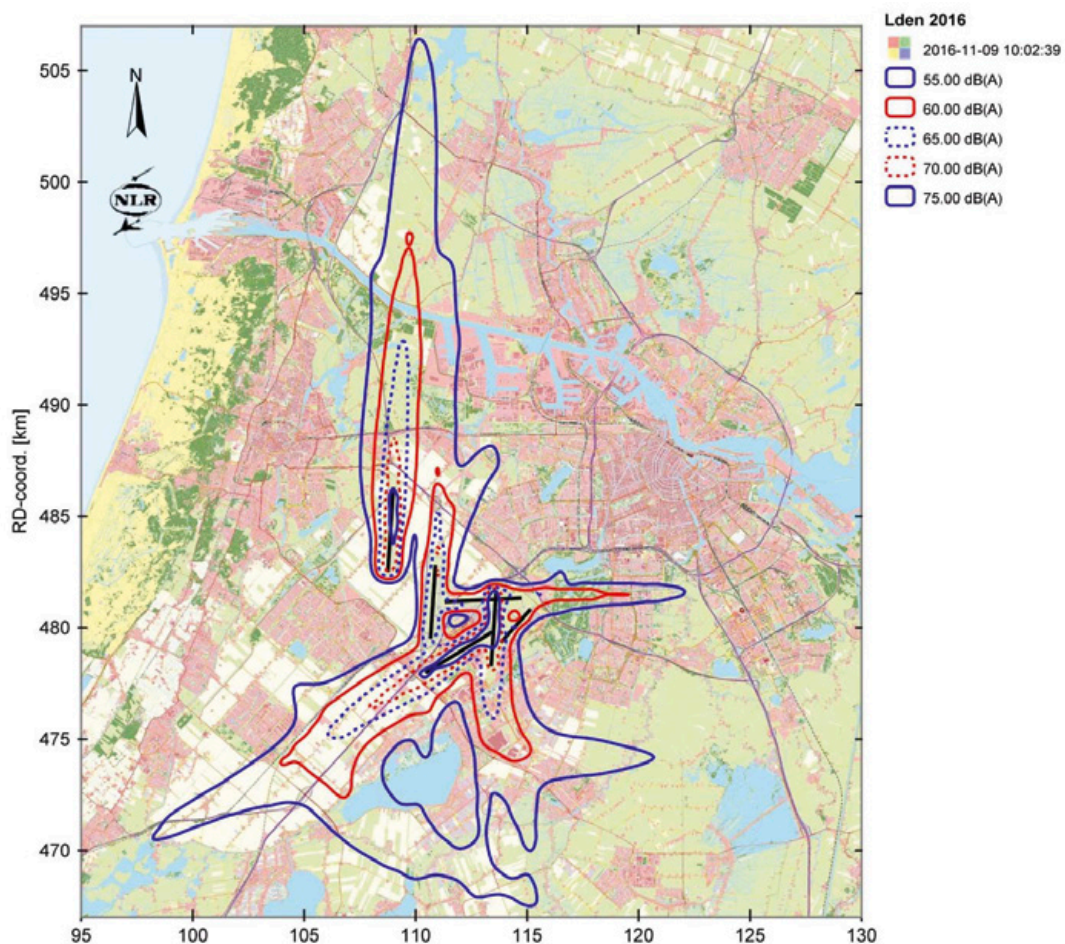 Lden 2016
2016-11-09 10:02:39
55.00 dB(A)
60.00 dB(A)
65.00 dB(A)
70.00 dB(A)
75.00 dB(A)
N
NLR
RD-coord. [km]
505
500
495
490
485
480
475
470
95 100 105 110 115 120 125 130